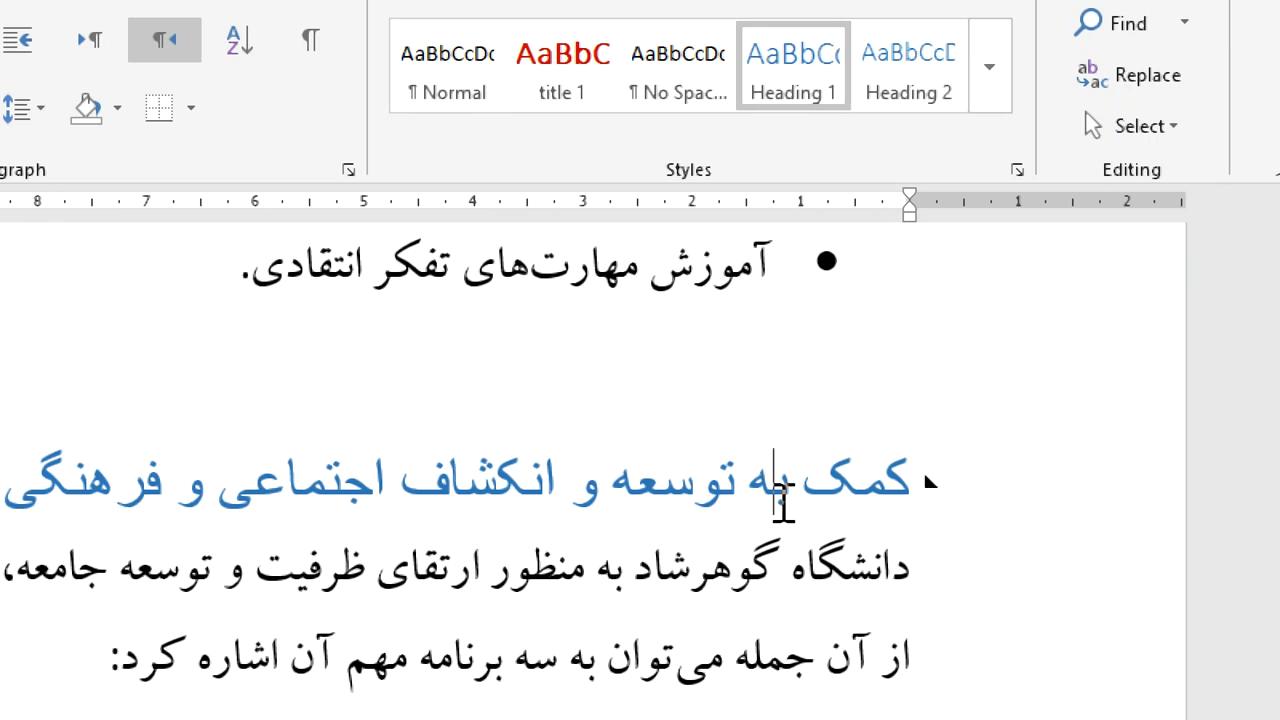 AaBbCcDc AaBbC AaBbCcDc AaBbCc AaBbCcD
¶ Normal title 1 ¶ No Spac... Heading 1 Heading 2
Find
Replace
Select
graph Styles Editing
8 7 6 5 4 3 2 1 1 2
آموزش مهارت‌های تفکر انتقادی.
کمک به توسعه و انکشاف اجتماعی و فرهنگی
دانشگاه گوهرشاد به منظور ارتقای ظرفیت و توسعه جامعه،
از آن جمله می‌توان به سه برنامه مهم آن اشاره کرد: